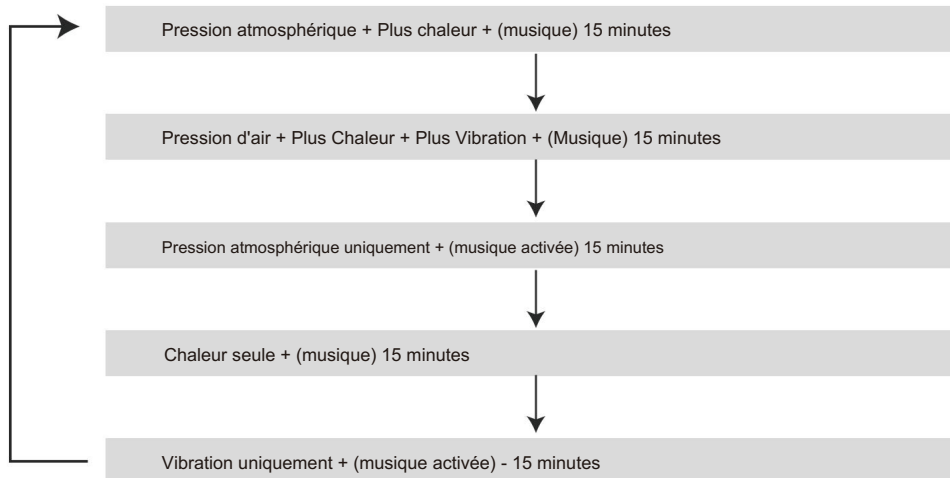 Pression atmosphérique + Plus chaleur + (musique) 15 minutes
Pression d'air + Plus Chaleur + Plus Vibration + (Musique) 15 minutes
Pression atmosphérique uniquement + (musique activée) 15 minutes
Chaleur seule + (musique) 15 minutes
Vibration uniquement + (musique activée) - 15 minutes